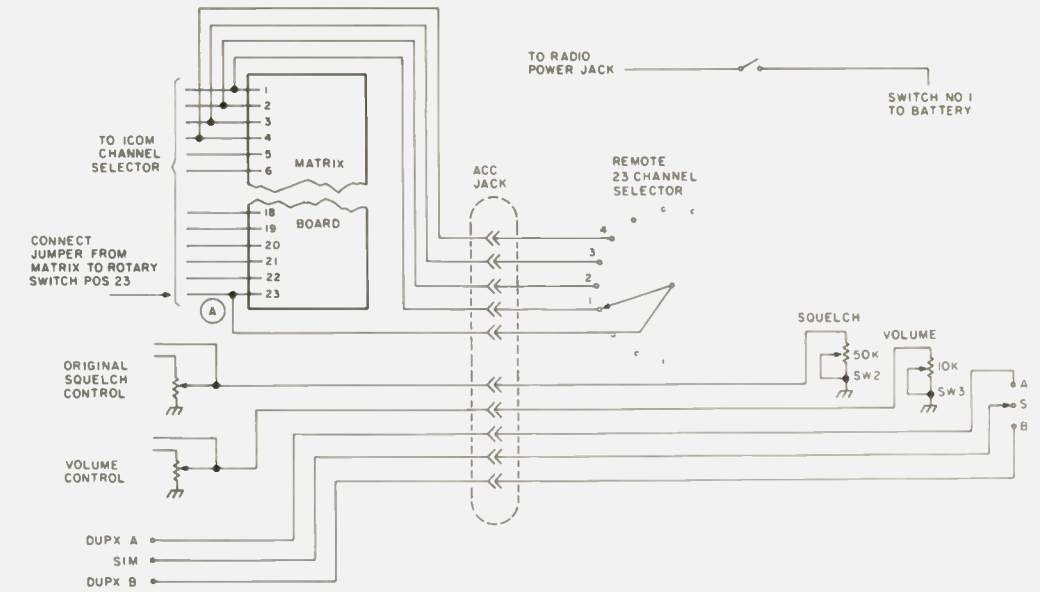 TO RADIO
POWER JACK
SWITCH NO 1
TO BATTERY
1
2
3
4
5
6
TO ICOM
CHANNEL
SELECTOR
MATRIX
BOARD
18
19
20
21
22
23
CONNECT
JUMPER FROM
MATRIX TO ROTARY
SWITCH POS 23
A
ACC
JACK
REMOTE
23 CHANNEL
SELECTOR
4
3
2
1
SQUELCH
50K
SW2
VOLUME
10K
SW3
A
S
B
ORIGINAL
SQUELCH
CONTROL
VOLUME
CONTROL
DUPX A
SIM
DUPX B